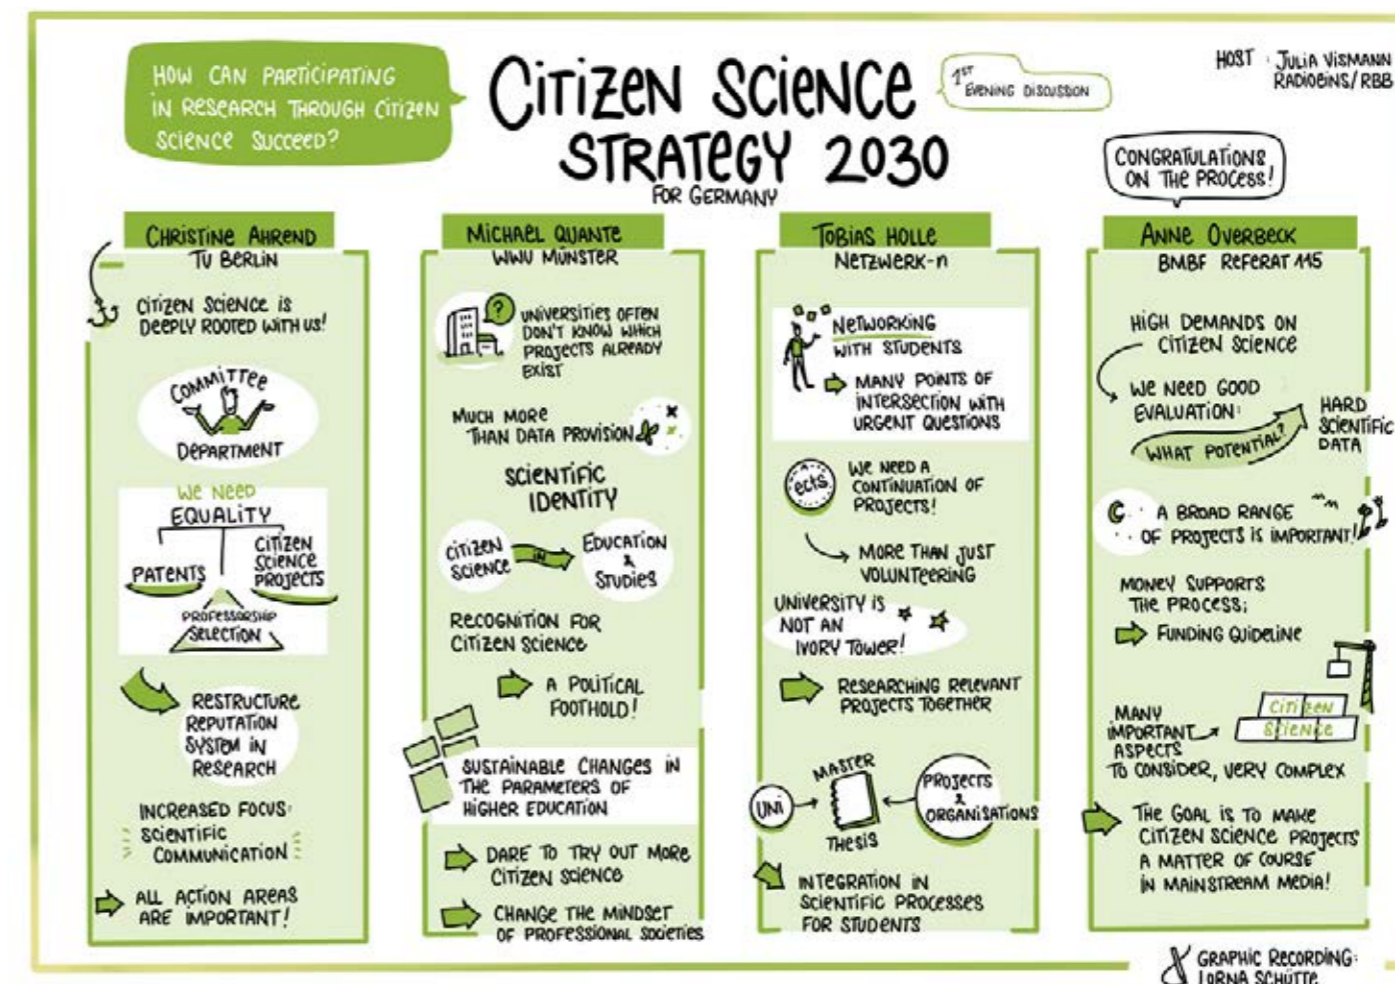 HOW CAN PARTICIPATING
IN RESEARCH THROUGH CITIZEN
SCIENCE SUCCEED?
CITIZEN SCIENCE
STRATEGY 2030
FOR GERMANY
1ST
EVENING DISCUSSION
HOST : JULIA VISMANN
RADIOEINS/RBB
CHRISTINE AHREND
TU BERLIN
CITIZEN SCIENCE IS
DEEPLY ROOTED WITH US!
COMMITTEE
DEPARTMENT
WE NEED
EQUALITY
PATENTS
CITIZEN
SCIENCE
PROJECTS
PROFESSORSHIP
SELECTION
RESTRUCTURE
REPUTATION
SYSTEM IN
RESEARCH
INCREASED FOCUS:
SCIENTIFIC
COMMUNICATION
ALL ACTION AREAS
ARE IMPORTANT!
MICHAEL QUANTE
WWU MÜNSTER
?
UNIVERSITIES OFTEN
DON'T KNOW WHICH
PROJECTS ALREADY
EXIST
MUCH MORE
THAN DATA PROVISION
SCIENTIFIC
IDENTITY
CITIZEN
SCIENCE
IN
EDUCATION
&
STUDIES
RECOGNITION FOR
CITIZEN SCIENCE
A POLITICAL
FOOTHOLD!
SUSTAINABLE CHANGES IN
THE PARAMETERS OF
HIGHER EDUCATION
DARE TO TRY OUT MORE
CITIZEN SCIENCE
CHANGE THE MINDSET
OF PROFESSIONAL SOCIETIES
TOBIAS HOLLE
NETZWERK-n
NETWORKING
WITH STUDENTS
MANY POINTS OF
INTERSECTION WITH
URGENT QUESTIONS
ects
WE NEED A
CONTINUATION OF
PROJECTS!
MORE THAN JUST
VOLUNTEERING
UNIVERSITY IS
NOT AN
IVORY TOWER!
RESEARCHING RELEVANT
PROJECTS TOGETHER
UNI
MASTER
THESIS
PROJECTS
&
ORGANISATIONS
INTEGRATION IN
SCIENTIFIC PROCESSES
FOR STUDENTS
CONGRATULATIONS
ON THE PROCESS!
ANNE OVERBECK
BMBF REFERAT 115
HIGH DEMANDS ON
CITIZEN SCIENCE
WE NEED GOOD
EVALUATION:
WHAT POTENTIAL?
HARD
SCIENTIFIC
DATA
A BROAD RANGE
OF PROJECTS IS IMPORTANT!
MONEY SUPPORTS
THE PROCESS:
FUNDING GUIDELINE
CITIZEN
SCIENCE
MANY
IMPORTANT
ASPECTS
TO CONSIDER, VERY COMPLEX
THE GOAL IS TO MAKE
CITIZEN SCIENCE PROJECTS
A MATTER OF COURSE
IN MAINSTREAM MEDIA!
GRAPHIC RECORDING:
LORNA SCHÜTTE